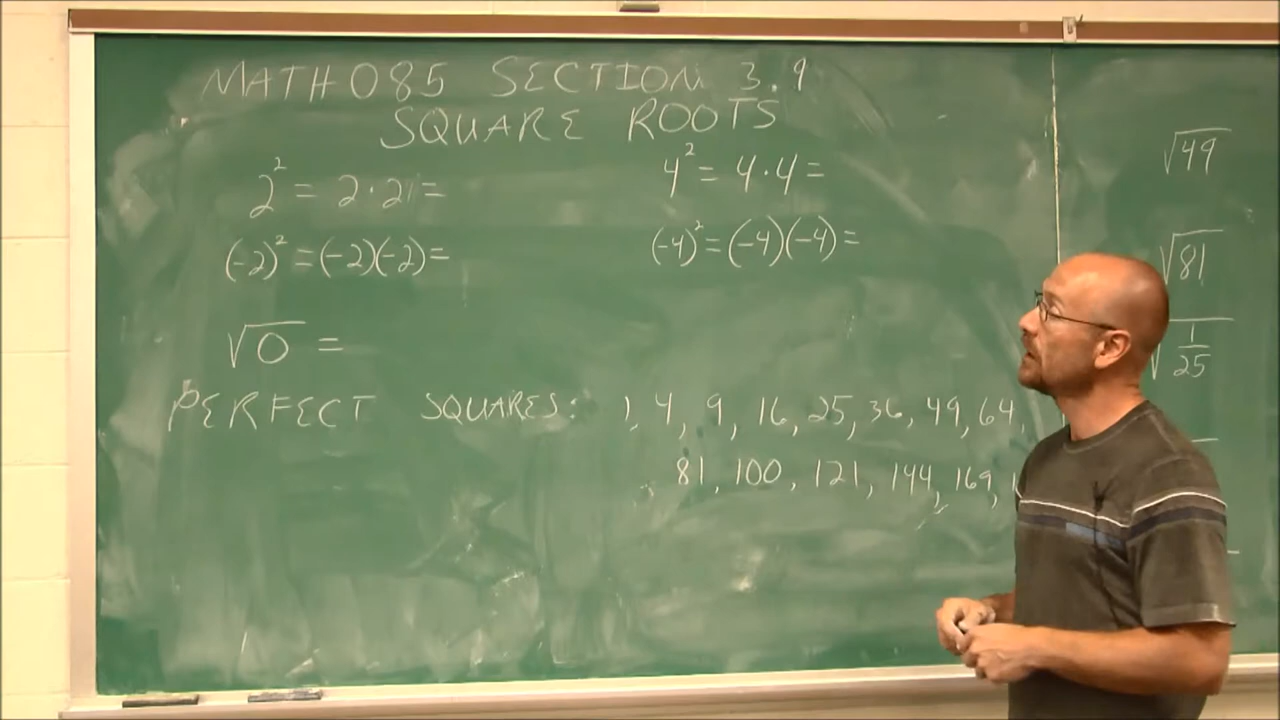 MATH 085 SECTION 3.9
SQUARE ROOTS
2² = 2·2 =
(-2)² = (-2)(-2) =
√0 =
4² = 4·4 =
(-4)² = (-4)(-4) =
PERFECT SQUARES: 1, 4, 9, 16, 25, 36, 49, 64,
81, 100, 121, 144, 169,
√49
√81
√1/25